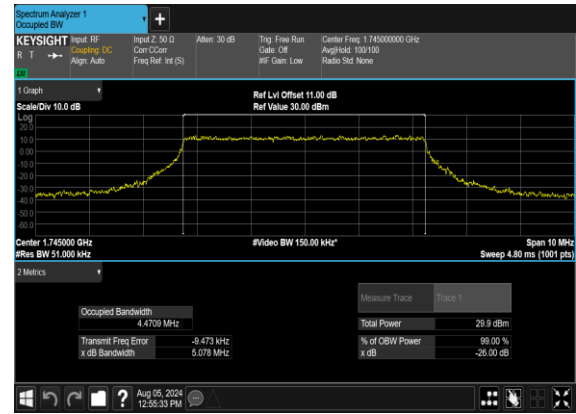 Spectrum Analyzer 1
Occupied BW
+
KEYSIGHT Input: RF Input Z: 50 Ω Atten: 30 dB Trig: Free Run Center Freq: 1.745000000 GHz
R T Coupling: DC Corr CCorr Gate: Off Avg|Hold: 100/100
Align: Auto Freq Ref: Int (S) #IF Gain: Low Radio Std: None
1 Graph
Ref Lvl Offset 11.00 dB
Scale/Div 10.0 dB Ref Value 30.00 dBm
Log
20.0
10.0
0.00
-10.0
-20.0
-30.0
-40.0
-50.0
-60.0
Center 1.745000 GHz #Video BW 150.00 kHz* Span 10 MHz
#Res BW 51.000 kHz Sweep 4.80 ms (1001 pts)
2 Metrics
Measure Trace Trace 1
Occupied Bandwidth
4.4709 MHz Total Power 29.9 dBm
Transmit Freq Error -9.473 kHz % of OBW Power 99.00 %
x dB Bandwidth 5.078 MHz x dB -26.00 dB
? Aug 05, 2024
12:55:33 PM